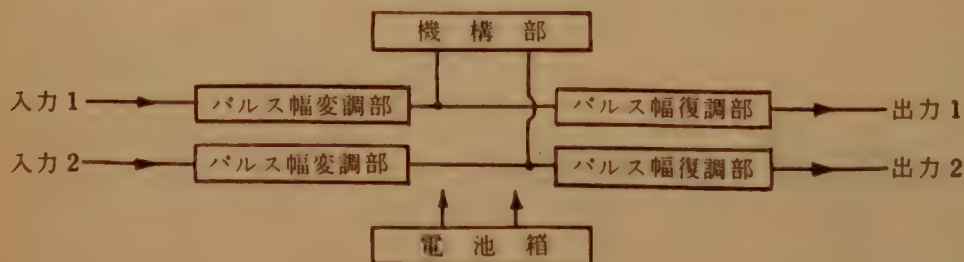 機構部
入力1 パルス幅変調部 パルス幅復調部 出力1
入力2 パルス幅変調部 パルス幅復調部 出力2
電池箱